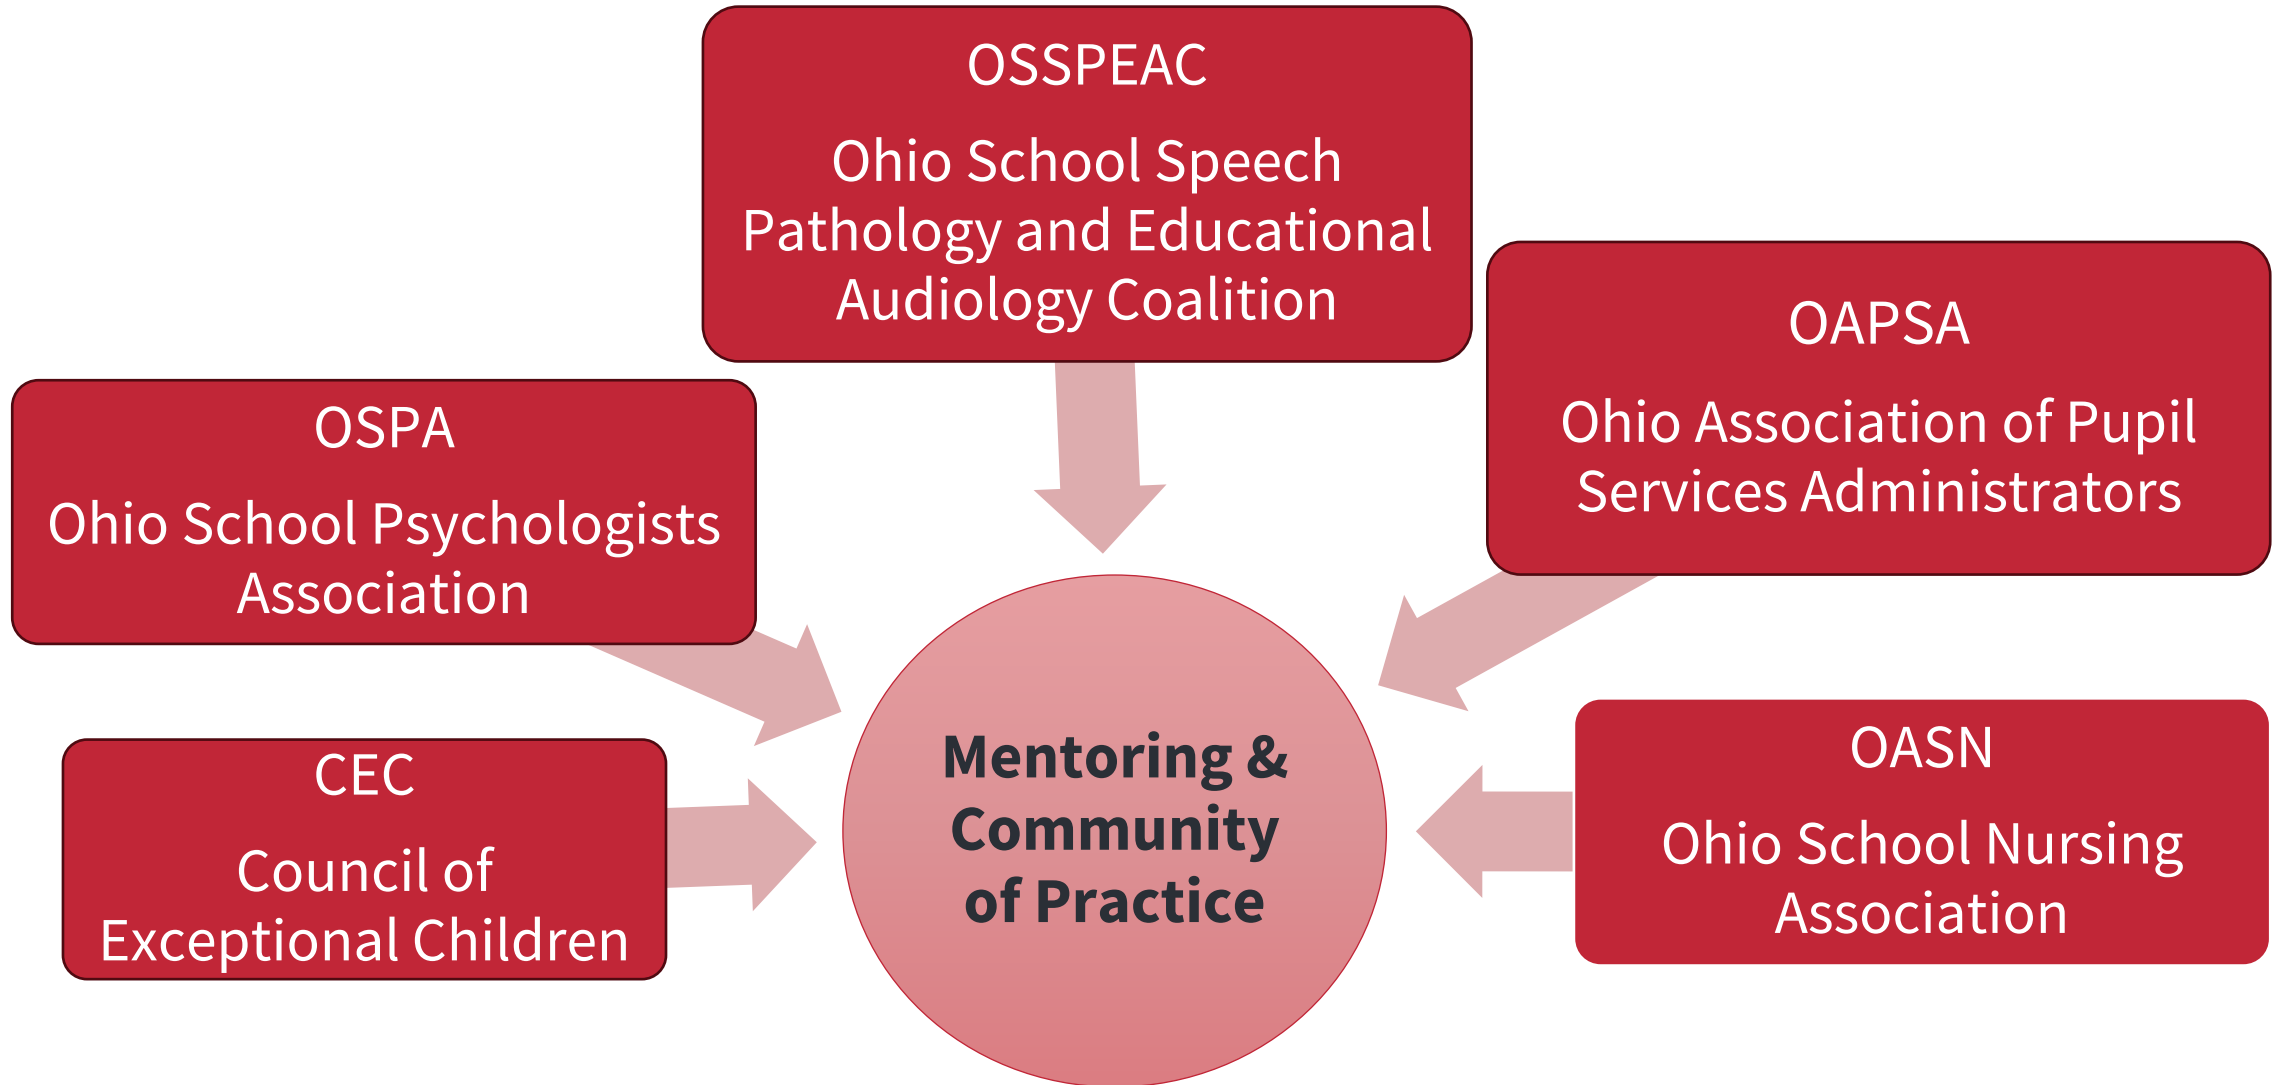 OSSPEAC
Ohio School Speech
Pathology and Educational
Audiology Coalition
OAPSA
Ohio Association of Pupil
Services Administrators
OSPA
Ohio School Psychologists
Association
CEC
Council of
Exceptional Children
Mentoring &
Community
of Practice
OASN
Ohio School Nursing
Association